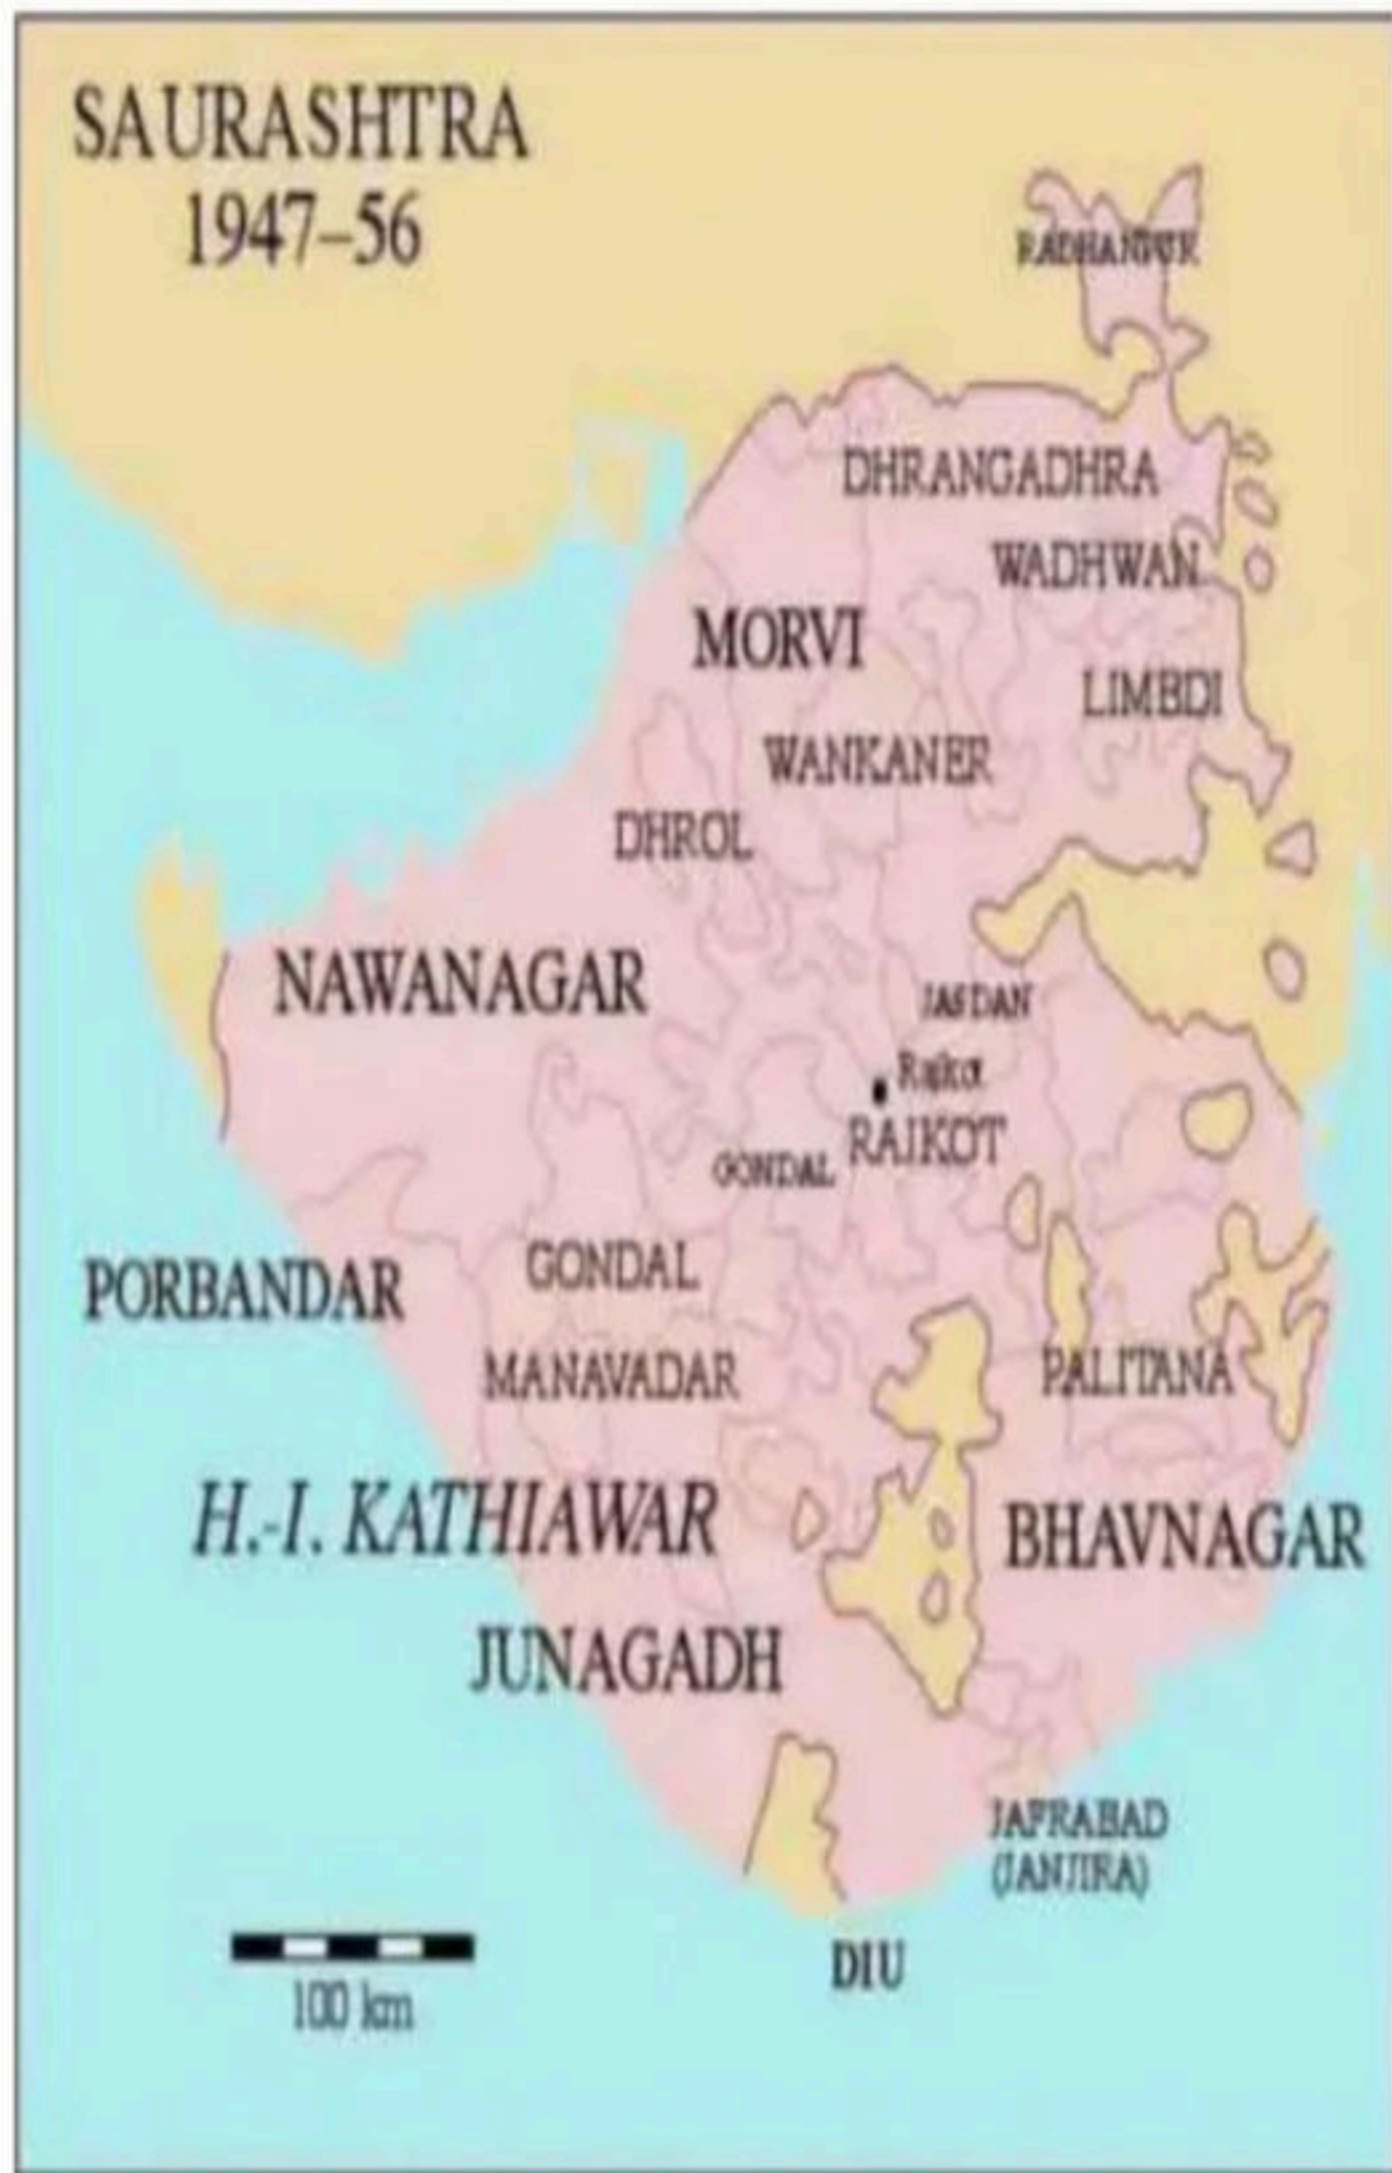 SAURASHTRA
1947–56
RADHANPUR
DHRANGADHRA
WADHWAN
MORVI
LIMBDI
WANKANER
DHROL
NAWANAGAR
JASDAN
Rajkot
RAJKOT
GONDAL
GONDAL
PORBANDAR
MANAVADAR
PALITANA
H.-I. KATHIAWAR
BHAVNAGAR
JUNAGADH
JAFRABAD
(JANJIRA)
DIU
100 km